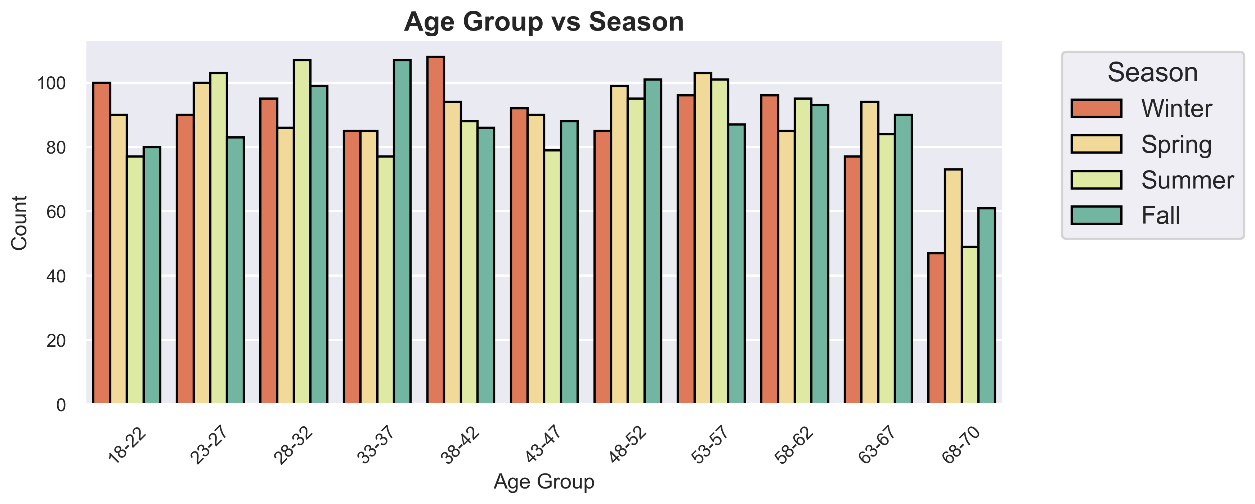 Age Group vs Season
Season
Winter
Spring
Summer
Fall
Count
100
80
60
40
20
0
18-22
23-27
28-32
33-37
38-42
43-47
48-52
53-57
58-62
63-67
68-70
Age Group